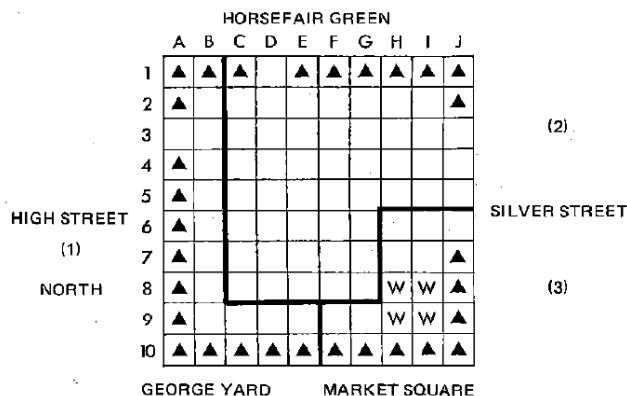 HORSEFAIR GREEN
A B C D E F G H I J
1
2
3
(2)
4
5
HIGH STREET
6
SILVER STREET
(1)
7
NORTH
8 W W
(3)
9 W W
10
GEORGE YARD MARKET SQUARE